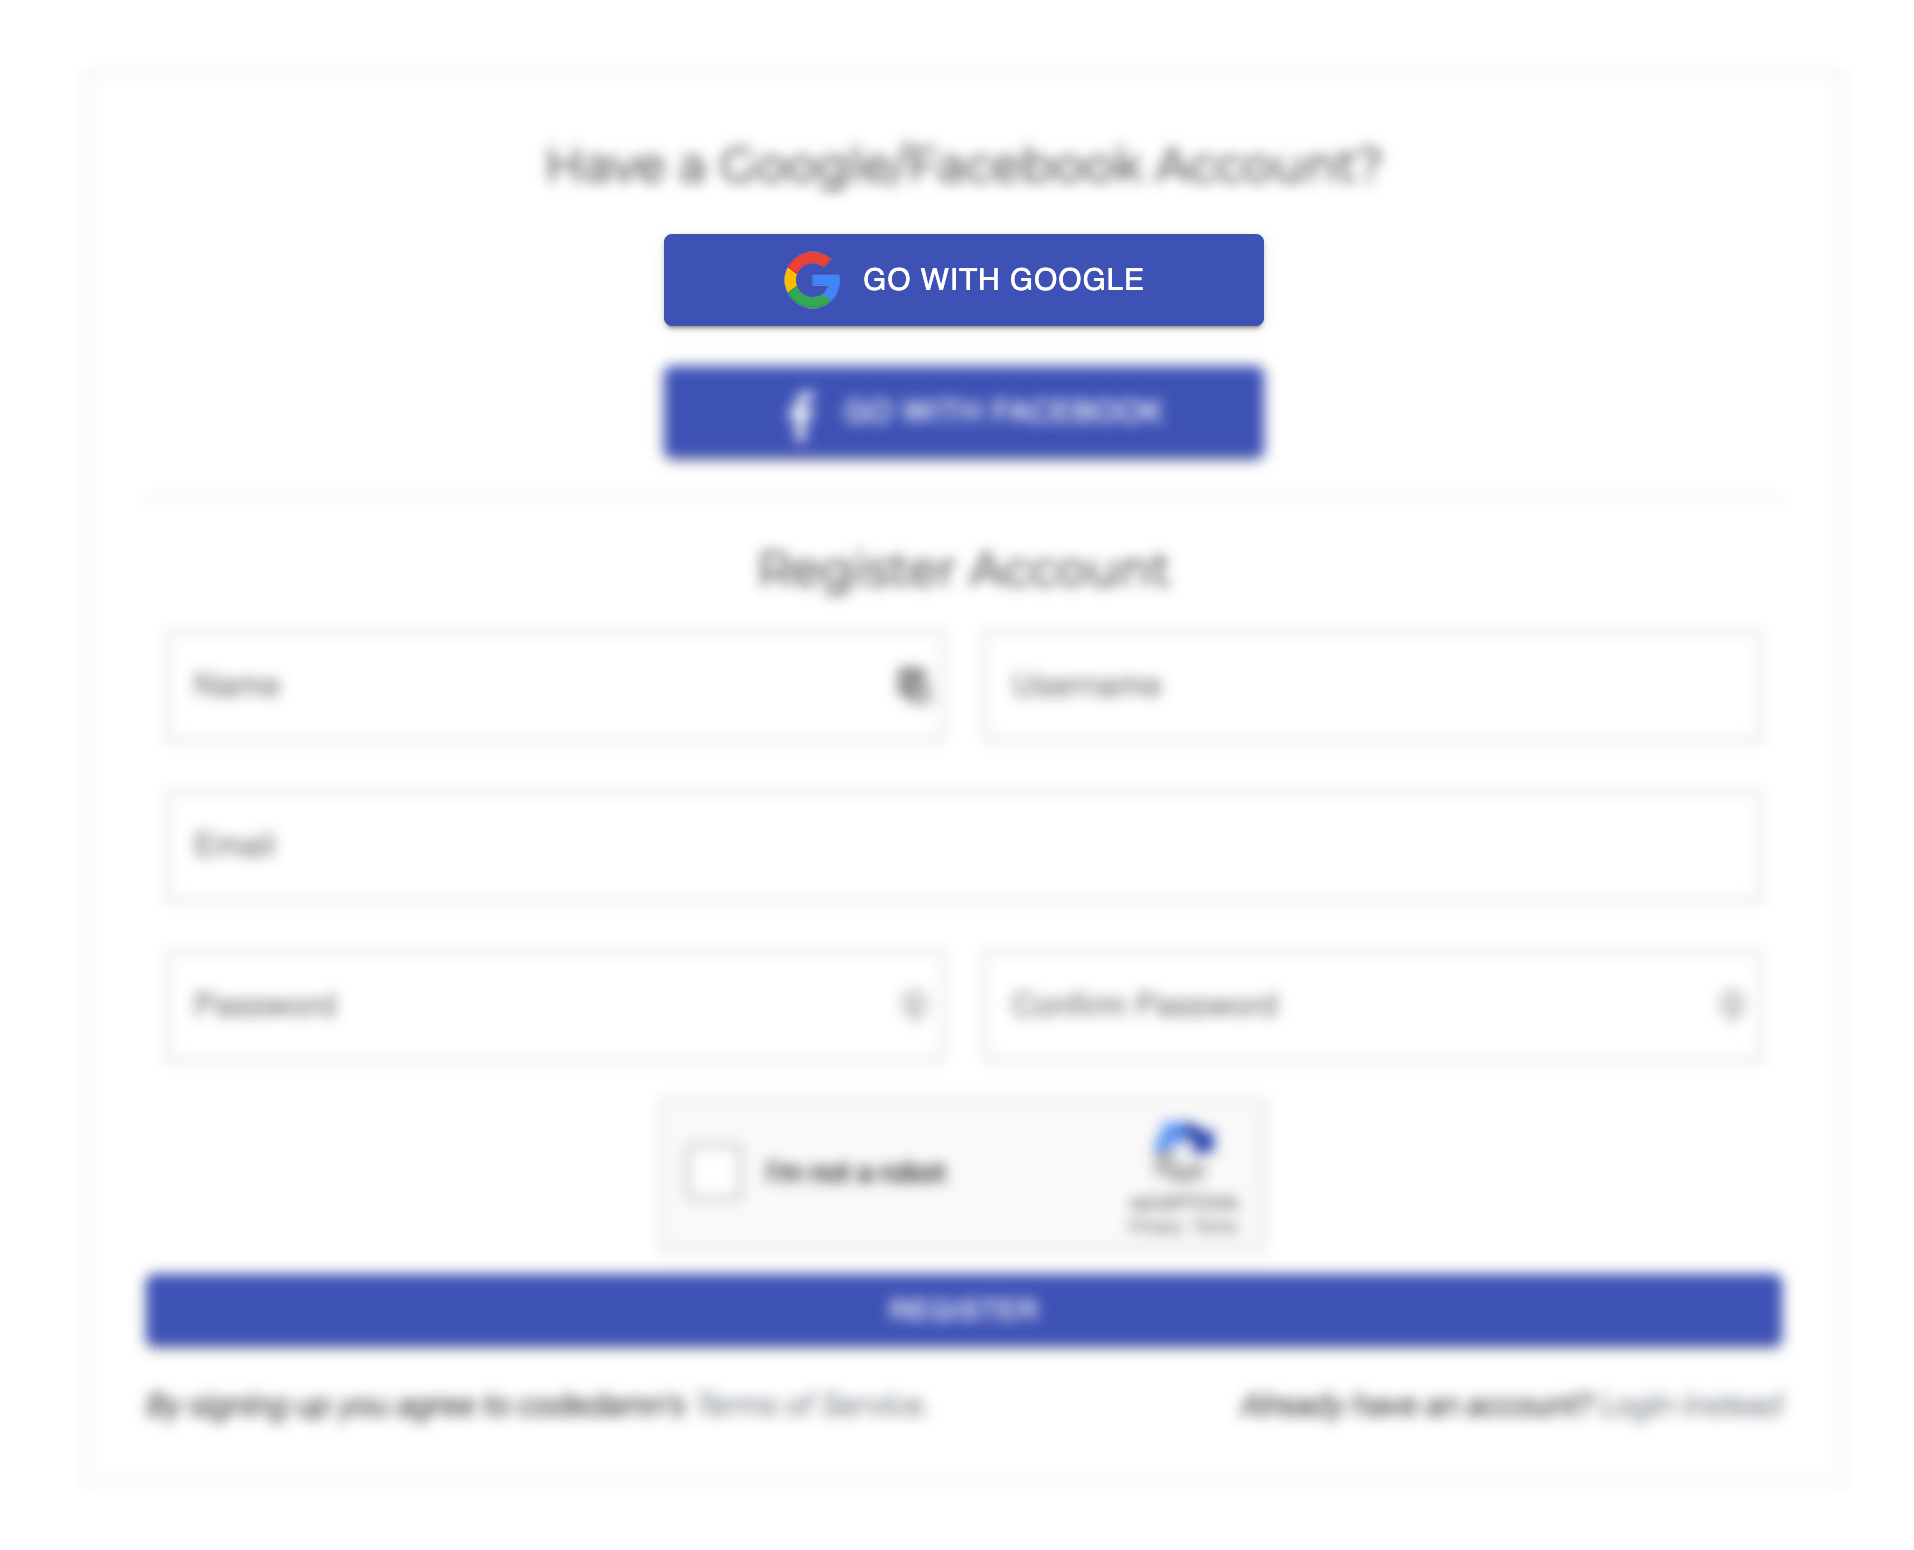 Have a Google/Facebook Account?
GO WITH GOOGLE
GO WITH FACEBOOK
Register Account
Name
Username
Email
Password
Confirm Password
I'm not a robot
reCAPTCHA
Privacy - Terms
REGISTER
By signing up you agree to codedamn's Terms of Service.
Already have an account? Login instead